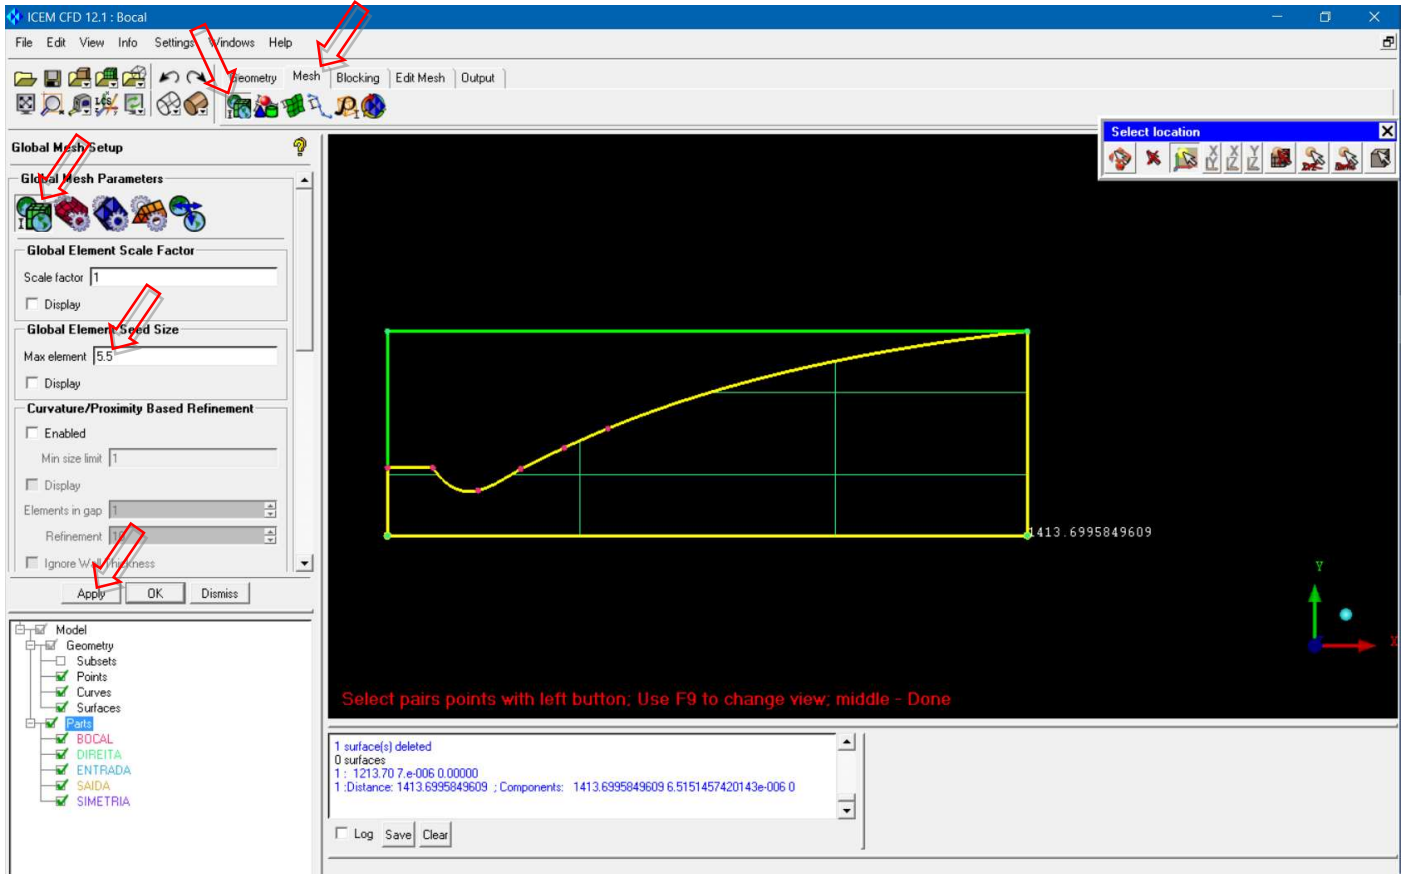 ICEM CFD 12.1 : Bocal
File Edit View Info Settings Windows Help
Geometry Mesh Blocking Edit Mesh Output
Select location
Global Mesh Setup
Global Mesh Parameters
Global Element Scale Factor
Scale factor 1
Display
Global Element Seed Size
Max element 5.5
Display
Curvature/Proximity Based Refinement
Enabled
Min size limit 1
Display
Elements in gap 1
Refinement 10
Ignore Wall Thickness
Apply OK Dismiss
Model
Geometry
Subsets
Points
Curves
Surfaces
Parts
BOCAL
DIREITA
ENTRADA
SAIDA
SIMETRIA
1413.6995849609
Y
X
Select pairs points with left button; Use F9 to change view; middle - Done
1 surface(s) deleted
0 surfaces
1 : 1213.70 7.e-006 0.00000
1 :Distance: 1413.6995849609 ; Components: 1413.6995849609 6.5151457420143e-006 0
Log Save Clear